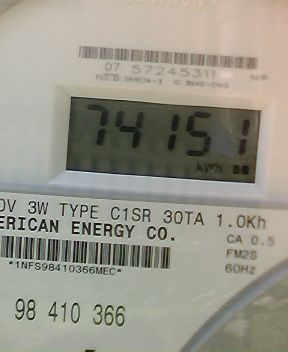 07 57245311
74151
kWh
0V 3W TYPE C1SR 30TA 1.0Kh
ERICAN ENERGY CO.
CA 0.5
*1NFS98410366MEC*
FM2S
60Hz
98 410 366